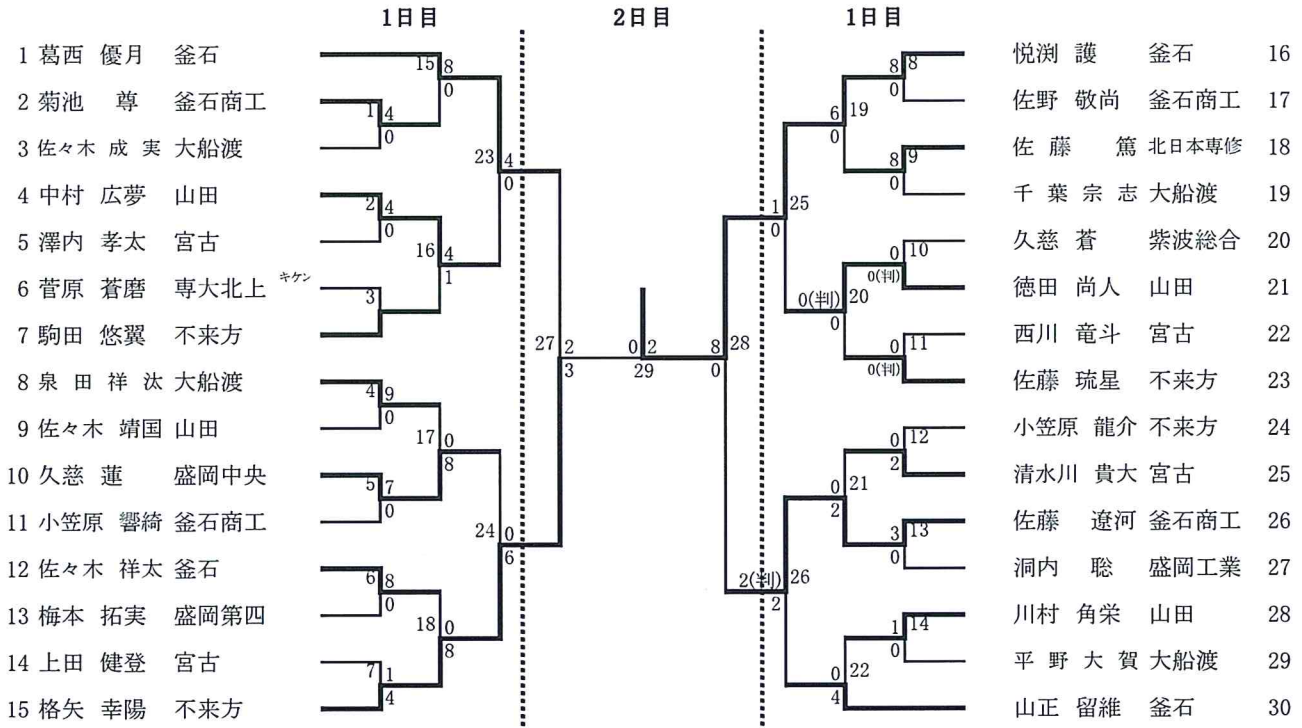 1日目 2日目 1日目
1 葛西 優月 釜石
2 菊池 尊 釜石商工
3 佐々木 成実 大船渡
4 中村 広夢 山田
5 澤内 孝太 宮古
6 菅原 蒼磨 専大北上 キケン
7 駒田 悠翼 不来方
8 泉田祥汰 大船渡
9 佐々木 靖国 山田
10 久慈 蓮 盛岡中央
11 小笠原 響綺 釜石商工
12 佐々木 祥太 釜石
13 梅本 拓実 盛岡第四
14 上田 健登 宮古
15 格矢 幸陽 不来方
15 8
0
1 4
0
2 4
0
16 4
1
3
23 4
0
4 9
0
17 0
8
5 7
0
24 0
6
6 8
0
18 0
8
7 1
4
27 2
3
0 2
29
8 28
0
1 25
0
6 19
0
8 8
0
8 9
0
0 10
0(判)
0(判) 20
0
0 11
0(判)
0 12
2
0 21
2
3 13
0
2(判) 26
2
1 14
0
0 22
4
悦渕 護 釜石 16
佐野 敬尚 釜石商工 17
佐藤 篤 北日本専修 18
千葉宗志 大船渡 19
久慈 蒼 紫波総合 20
徳田 尚人 山田 21
西川 竜斗 宮古 22
佐藤 琉星 不来方 23
小笠原 龍介 不来方 24
清水川 貴大 宮古 25
佐藤 遼河 釜石商工 26
洞内 聡 盛岡工業 27
川村 角栄 山田 28
平野大賀 大船渡 29
山正 留維 釜石 30